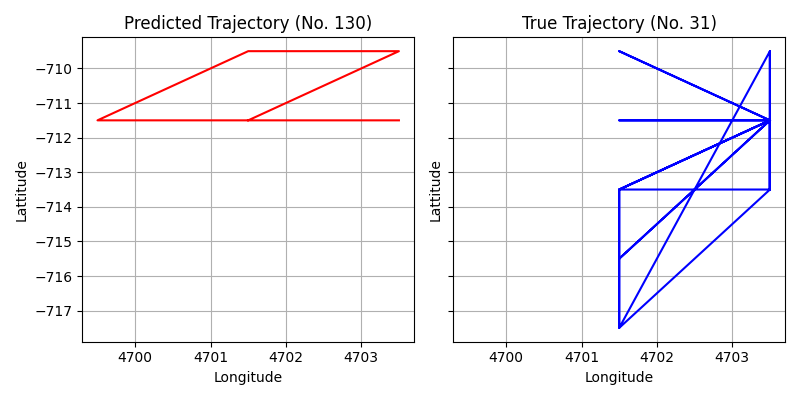 Predicted Trajectory (No. 130)
True Trajectory (No. 31)
Lattitude
−710
−711
−712
−713
−714
−715
−716
−717
4700
4701
4702
4703
Longitude
Lattitude
4700
4701
4702
4703
Longitude